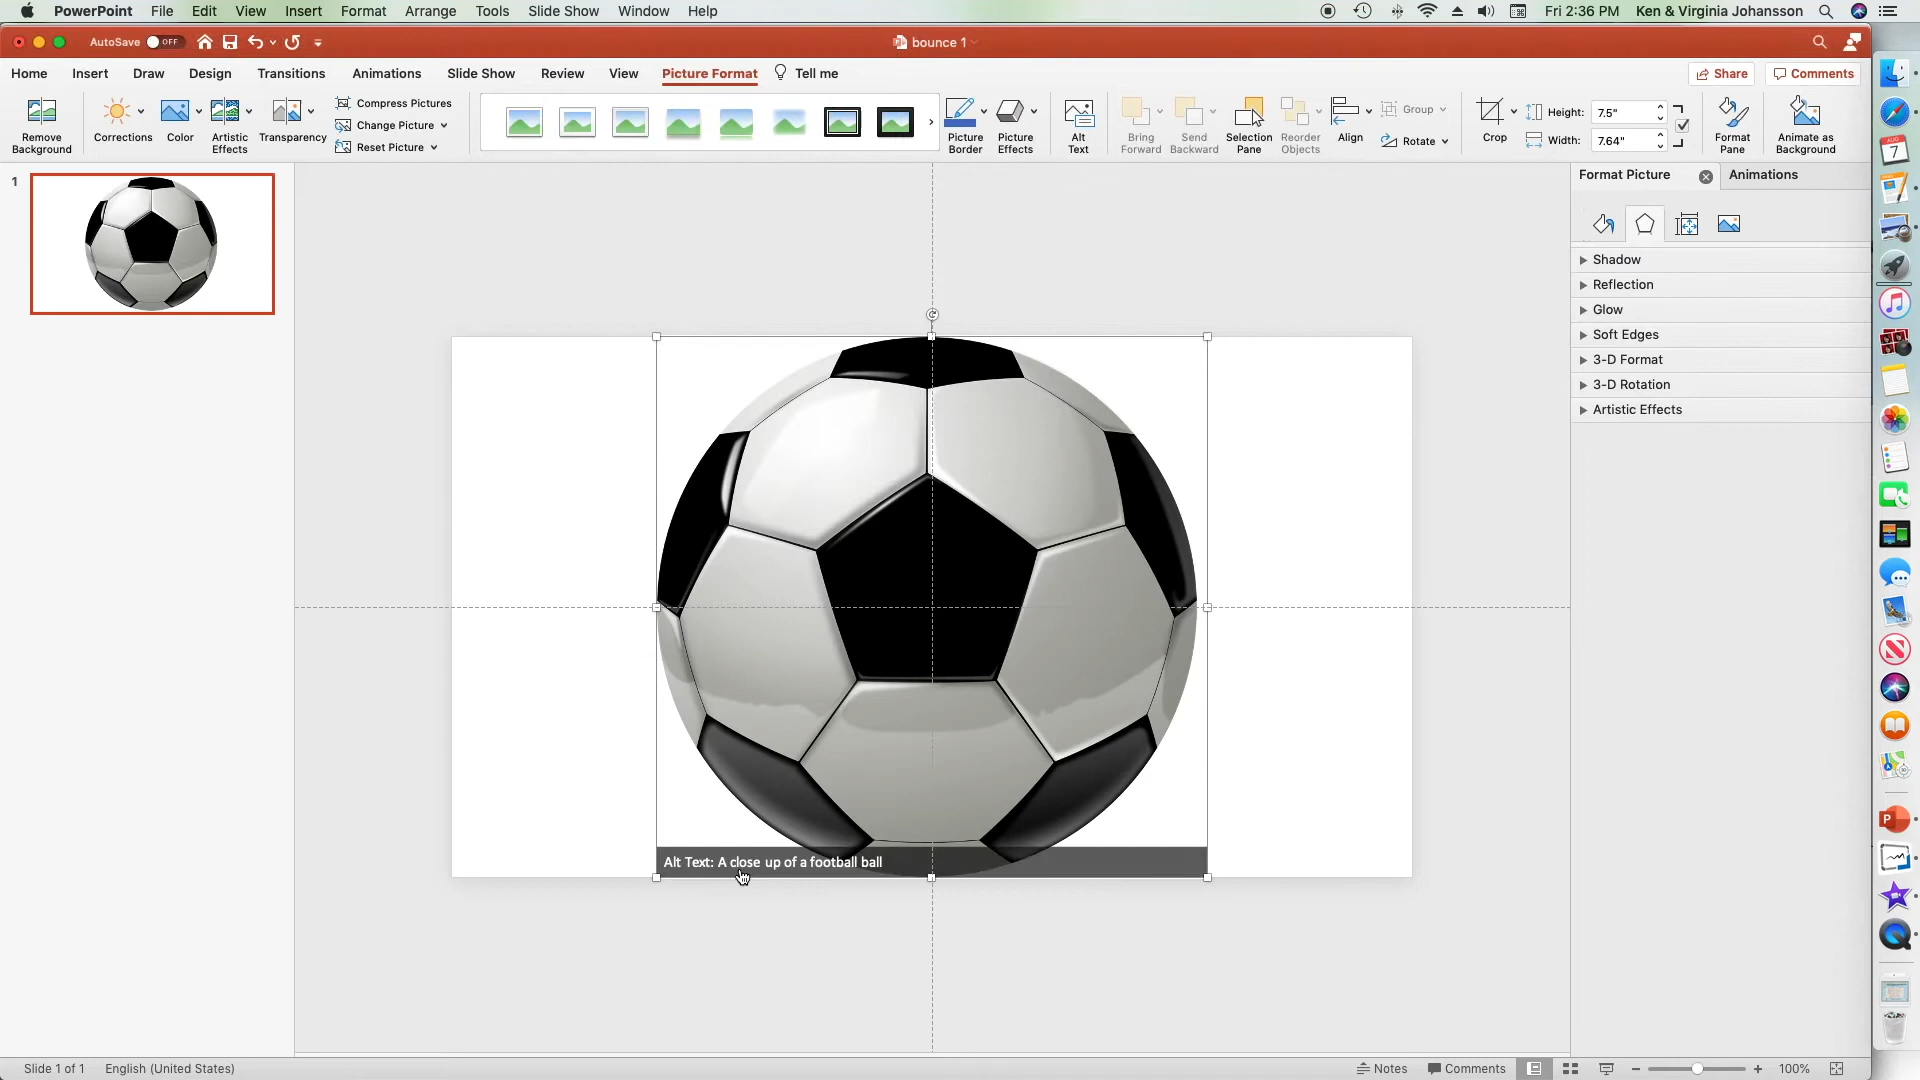 PowerPoint File Edit View Insert Format Arrange Tools Slide Show Window Help Fri 2:36 PM Ken & Virginia Johansson
AutoSave OFF bounce 1
Home Insert Draw Design Transitions Animations Slide Show Review View Picture Format Tell me Share Comments
Remove Background
Corrections
Color
Artistic Effects
Transparency
Compress Pictures
Change Picture
Reset Picture
Picture Border
Picture Effects
Alt Text
Bring Forward
Send Backward
Selection Pane
Reorder Objects
Align
Group
Rotate
Crop
Height: 7.5"
Width: 7.64"
Format Pane
Animate as Background
1
Format Picture Animations
Shadow
Reflection
Glow
Soft Edges
3-D Format
3-D Rotation
Artistic Effects
Alt Text: A close up of a football ball
AUG
7
P
Slide 1 of 1 English (United States) Notes Comments 100%